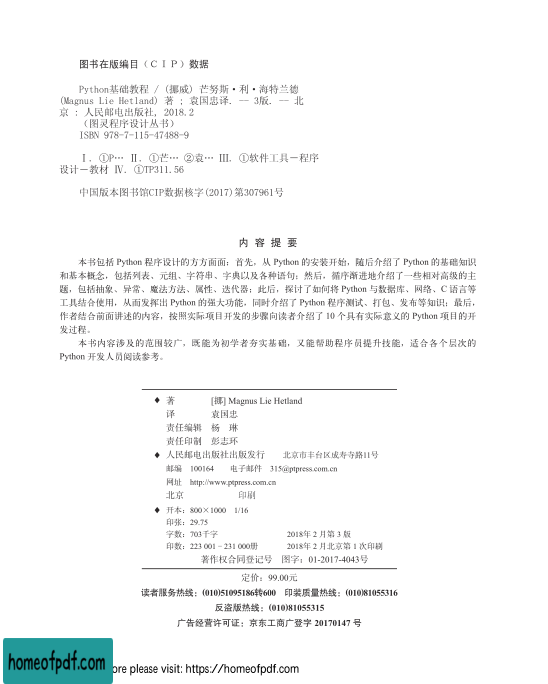 图书在版编目（ＣＩＰ）数据
Python基础教程 / (挪威) 芒努斯·利·海特兰德
(Magnus Lie Hetland) 著 ; 袁国忠译. — 3版. — 北
京 : 人民邮电出版社, 2018.2
（图灵程序设计丛书）
ISBN 978-7-115-47488-9
Ⅰ. ①P… Ⅱ. ①芒… ②袁… Ⅲ. ①软件工具－程序
设计－教材 Ⅳ. ①TP311.56
中国版本图书馆CIP数据核字(2017)第307961号
内 容 提 要
本书包括 Python 程序设计的方方面面：首先，从 Python 的安装开始，随后介绍了 Python 的基础知识
和基本概念，包括列表、元组、字符串、字典以及各种语句；然后，循序渐进地介绍了一些相对高级的主
题，包括抽象、异常、魔法方法、属性、迭代器；此后，探讨了如何将 Python 与数据库、网络、C 语言等
工具结合使用，从而发挥出 Python 的强大功能，同时介绍了 Python 程序测试、打包、发布等知识；最后，
作者结合前面讲述的内容，按照实际项目开发的步骤向读者介绍了 10 个具有实际意义的 Python 项目的开
发过程。
本书内容涉及的范围较广，既能为初学者夯实基础，又能帮助程序员提升技能，适合各个层次的
Python 开发人员阅读参考。
♦ 著 [挪] Magnus Lie Hetland
译 袁国忠
责任编辑 杨 琳
责任印制 彭志环
♦ 人民邮电出版社出版发行 北京市丰台区成寿寺路11号
邮编 100164 电子邮件 315@ptpress.com.cn
网址 http://www.ptpress.com.cn
北京 印刷
♦ 开本：800×1000 1/16
印张：29.75
字数：703千字 2018年 2 月第 3 版
印数：223 001－231 000册 2018年 2 月北京第 1 次印刷
著作权合同登记号 图字：01-2017-4043号
定价：99.00元
读者服务热线：(010)51095186转600 印装质量热线：(010)81055316
反盗版热线：(010)81055315
广告经营许可证：京东工商广登字 20170147 号
homeofpdf.com
ore please visit: https://homeofpdf.com